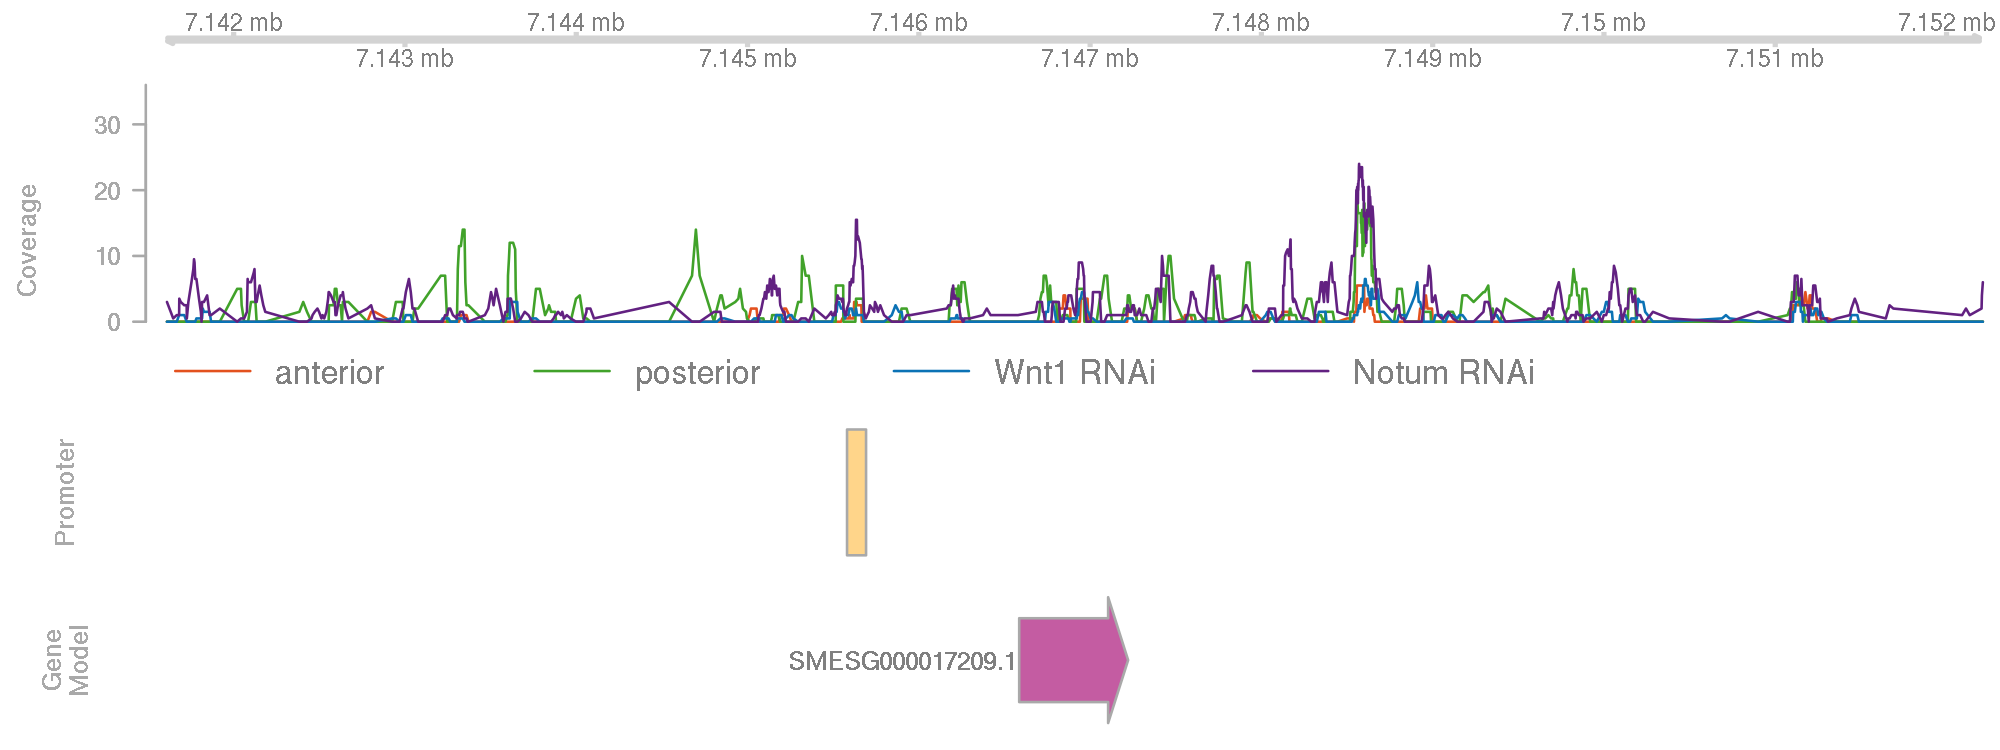 7.142 mb 7.144 mb 7.146 mb 7.148 mb 7.15 mb 7.152 mb
7.143 mb 7.145 mb 7.147 mb 7.149 mb 7.151 mb
Coverage
30
20
10
0
anterior posterior Wnt1 RNAi Notum RNAi
Promoter
Gene
Model
SMESG000017209.1